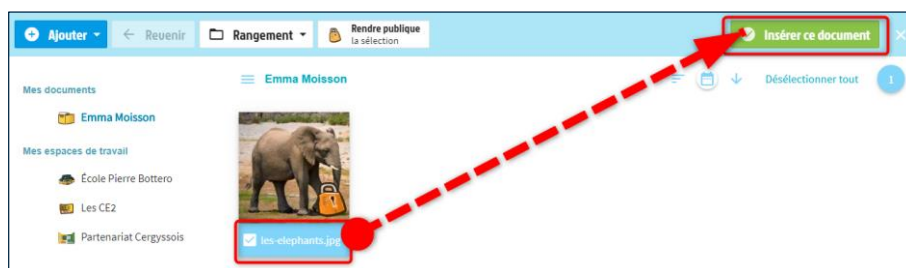 Ajouter
Revenir
Rangement
Rendre publique
la sélection
Insérer ce document
Mes documents
Emma Moisson
Désélectionner tout
1
Emma Moisson
Mes espaces de travail
École Pierre Bottero
Les CE2
Partenariat Cergyssois
les-elephants.jpg